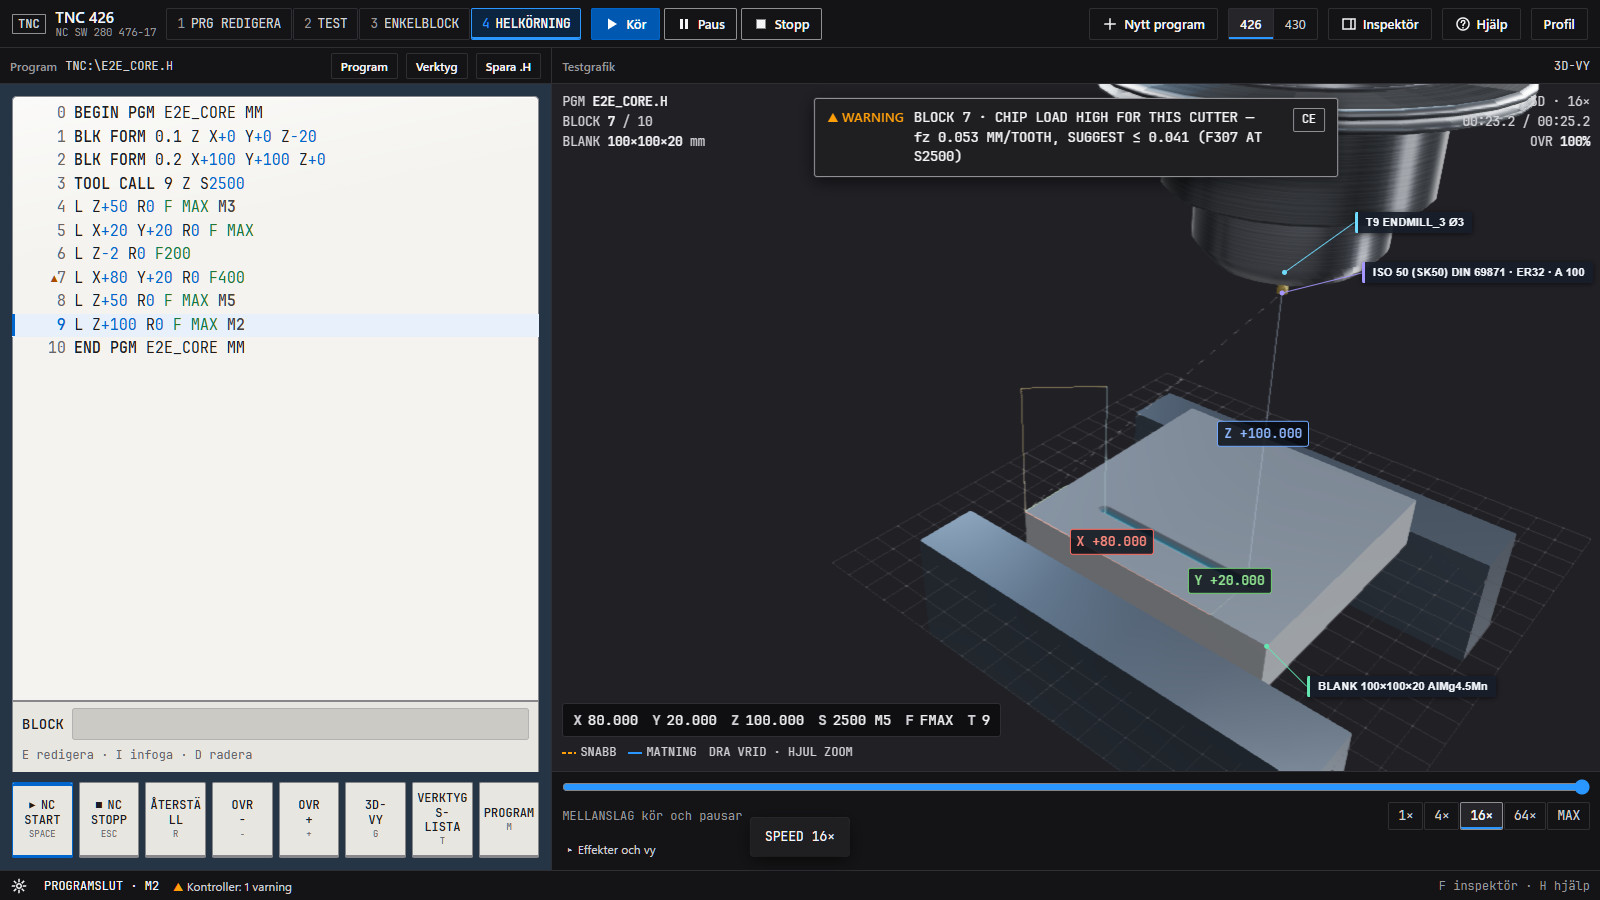 TNC
TNC 426
NC SW 280 476-17
1 PRG REDIGERA
2 TEST
3 ENKELBLOCK
4 HELKÖRNING
Kör
Paus
Stopp
Nytt program
426
430
Inspektör
Hjälp
Profil
Program TNC:\E2E_CORE.H
Program
Verktyg
Spara .H
Testgrafik
3D-VY
0 BEGIN PGM E2E_CORE MM
1 BLK FORM 0.1 Z X+0 Y+0 Z-20
2 BLK FORM 0.2 X+100 Y+100 Z+0
3 TOOL CALL 9 Z S2500
4 L Z+50 R0 F MAX M3
5 L X+20 Y+20 R0 F MAX
6 L Z-2 R0 F200
▲7 L X+80 Y+20 R0 F400
8 L Z+50 R0 F MAX M5
9 L Z+100 R0 F MAX M2
10 END PGM E2E_CORE MM
BLOCK
E redigera · I infoga · D radera
▶ NC
START
SPACE
■ NC
STOPP
ESC
ÅTERSTÄ
LL
R
OVR
-
-
OVR
+
+
3D-
VY
G
VERKTYG
S-
LISTA
T
PROGRAM
M
PGM E2E_CORE.H
BLOCK 7 / 10
BLANK 100×100×20 mm
▲ WARNING BLOCK 7 · CHIP LOAD HIGH FOR THIS CUTTER —
fz 0.053 MM/TOOTH, SUGGEST ≤ 0.041 (F307 AT
S2500)
CE
3D · 16×
00:23.2 / 00:25.2
OVR 100%
T9 ENDMILL_3 Ø3
ISO 50 (SK50) DIN 69871 · ER32 · A 100
Z +100.000
X +80.000
Y +20.000
BLANK 100×100×20 AlMg4.5Mn
X 80.000 Y 20.000 Z 100.000 S 2500 M5 F FMAX T 9
SNABB MATNING DRA VRID · HJUL ZOOM
MELLANSLAG kör och pausar
1×
4×
16×
64×
MAX
SPEED 16×
▸ Effekter och vy
PROGRAMSLUT · M2
▲ Kontroller: 1 varning
F inspektör · H hjälp